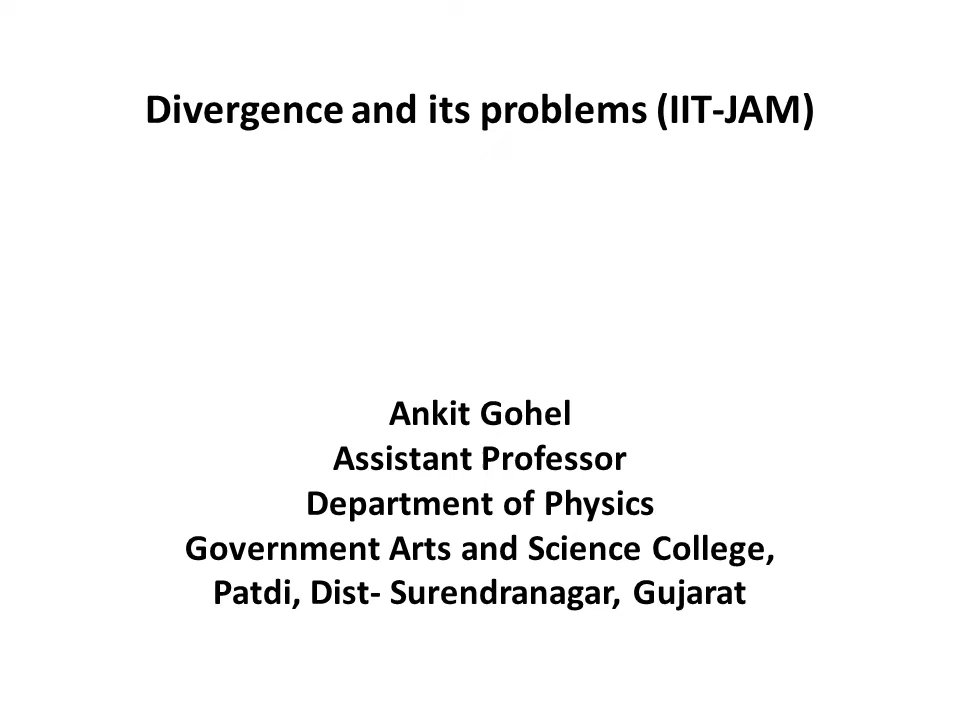 Divergence and its problems (IIT-JAM)
Ankit Gohel
Assistant Professor
Department of Physics
Government Arts and Science College,
Patdi, Dist- Surendranagar, Gujarat